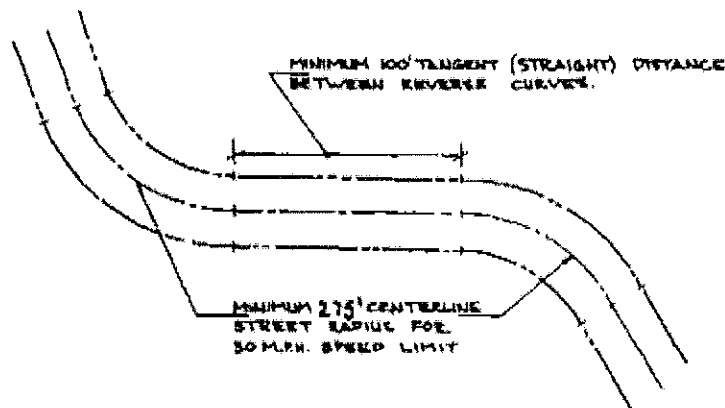 MINIMUM 100' TANGENT (STRAIGHT) DISTANCE
BETWEEN REVERSE CURVES.
MINIMUM 275' CENTERLINE
STREET RADIUS FOR
30 M.P.H. SPEED LIMIT